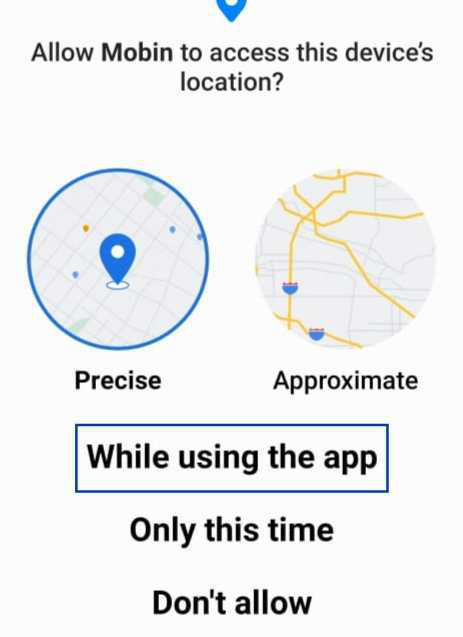 Allow Mobin to access this device's
location?
Precise
Approximate
While using the app
Only this time
Don't allow